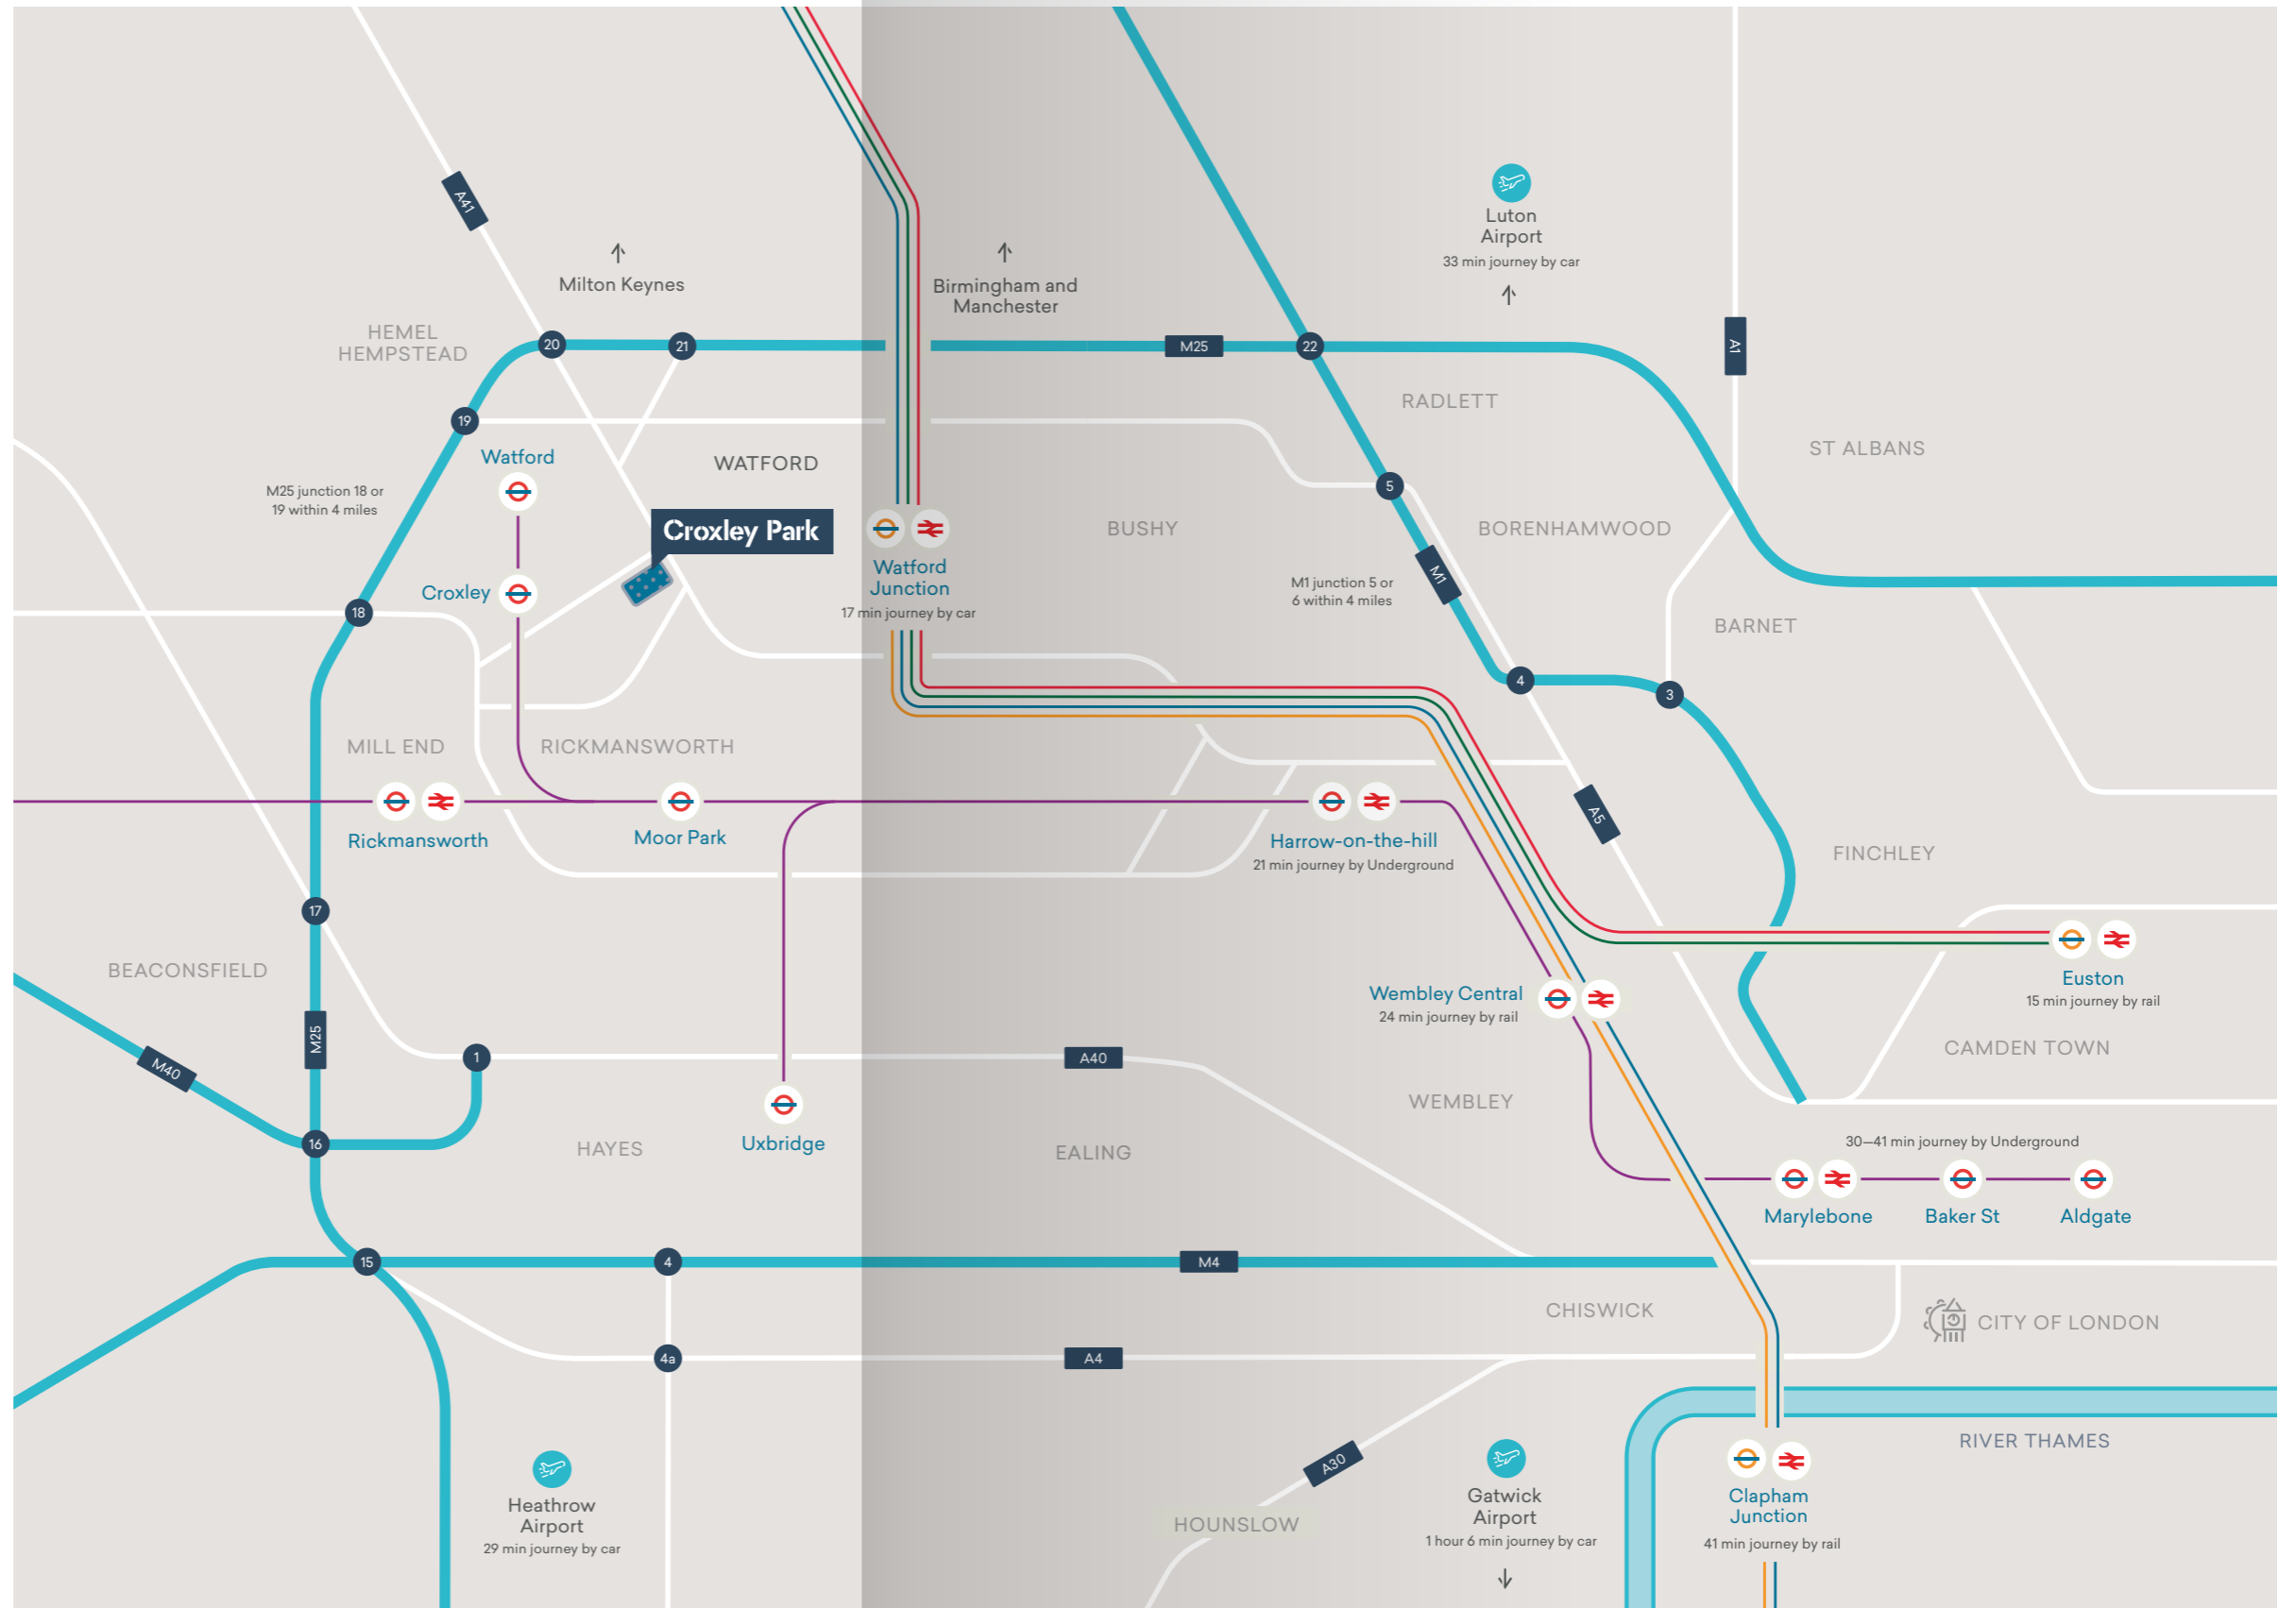 A41
Milton Keynes
Birmingham and
Manchester
Luton
Airport
33 min journey by car
A1
HEMEL
HEMPSTEAD
20
21
M25
22
RADLETT
19
Watford
WATFORD
ST ALBANS
M25 junction 18 or
19 within 4 miles
5
Croxley Park
BUSHY
BORENHAMWOOD
Watford
Junction
17 min journey by car
M1
M1 junction 5 or
6 within 4 miles
Croxley
18
BARNET
4
3
MILL END
RICKMANSWORTH
Rickmansworth
Moor Park
Harrow-on-the-hill
21 min journey by Underground
A5
FINCHLEY
17
BEACONSFIELD
Wembley Central
24 min journey by rail
Euston
15 min journey by rail
M25
M40
1
A40
CAMDEN TOWN
WEMBLEY
16
HAYES
Uxbridge
EALING
30–41 min journey by Underground
Marylebone
Baker St
Aldgate
15
4
M4
CHISWICK
CITY OF LONDON
4a
A4
RIVER THAMES
A30
Heathrow
Airport
29 min journey by car
HOUNSLOW
Gatwick
Airport
1 hour 6 min journey by car
Clapham
Junction
41 min journey by rail